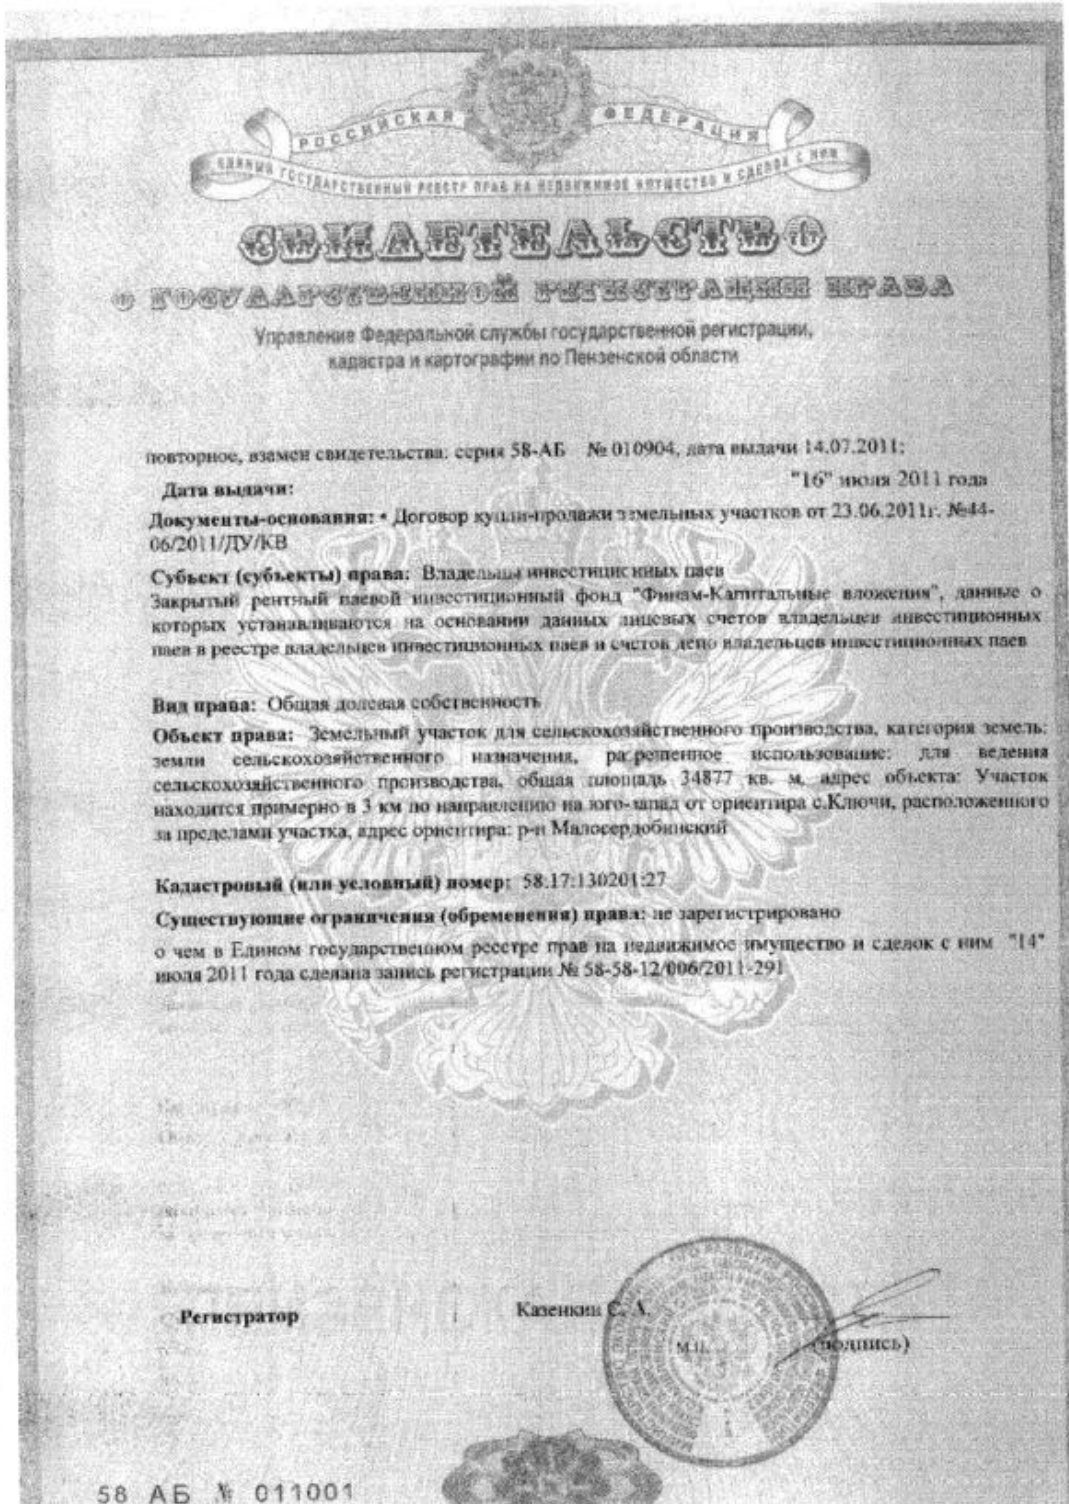 РОССИЙСКАЯ ФЕДЕРАЦИЯ
ЕДИНЫЙ ГОСУДАРСТВЕННЫЙ РЕЕСТР ПРАВ НА НЕДВИЖИМОЕ ИМУЩЕСТВО И СДЕЛОК С НИМ
СВИДЕТЕЛЬСТВО
О ГОСУДАРСТВЕННОЙ РЕГИСТРАЦИИ ПРАВА
Управление Федеральной службы государственной регистрации,
кадастра и картографии по Пензенской области
повторное, взамен свидетельства: серия 58-АБ № 010904, дата выдачи 14.07.2011;
Дата выдачи: "16" июля 2011 года
Документы-основания: • Договор купли-продажи земельных участков от 23.06.2011г. №44-
06/2011/ДУ/КВ
Субъект (субъекты) права: Владельцы инвестиционных паев
Закрытый рентный паевой инвестиционный фонд "Финам-Капитальные вложения", данные о
которых устанавливаются на основании данных лицевых счетов владельцев инвестиционных
паев в реестре владельцев инвестиционных паев и счетов депо владельцев инвестиционных паев
Вид права: Общая долевая собственность
Объект права: Земельный участок для сельскохозяйственного производства, категория земель:
земли сельскохозяйственного назначения, разрешенное использование: для ведения
сельскохозяйственного производства, общая площадь 34877 кв. м, адрес объекта: Участок
находится примерно в 3 км по направлению на юго-запад от ориентира с.Ключи, расположенного
за пределами участка, адрес ориентира: р-н Малосердобинский
Кадастровый (или условный) номер: 58:17:130201:27
Существующие ограничения (обременения) права: не зарегистрировано
о чем в Едином государственном реестре прав на недвижимое имущество и сделок с ним "14"
июля 2011 года сделана запись регистрации № 58-58-12/006/2011-291
Регистратор Казенкин С. А.
М.П. (подпись)
58 АБ № 011001